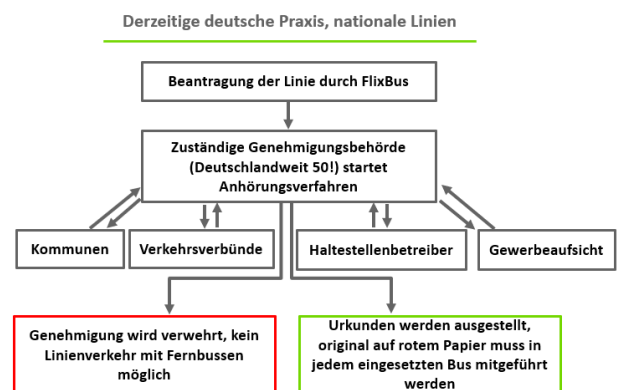 Derzeitige deutsche Praxis, nationale Linien
Beantragung der Linie durch FlixBus
Zuständige Genehmigungsbehörde
(Deutschlandweit 50!) startet
Anhörungsverfahren
Kommunen
Verkehrsverbünde
Haltestellenbetreiber
Gewerbeaufsicht
Genehmigung wird verwehrt, kein
Linienverkehr mit Fernbussen
möglich
Urkunden werden ausgestellt,
original auf rotem Papier muss in
jedem eingesetzten Bus mitgeführt
werden